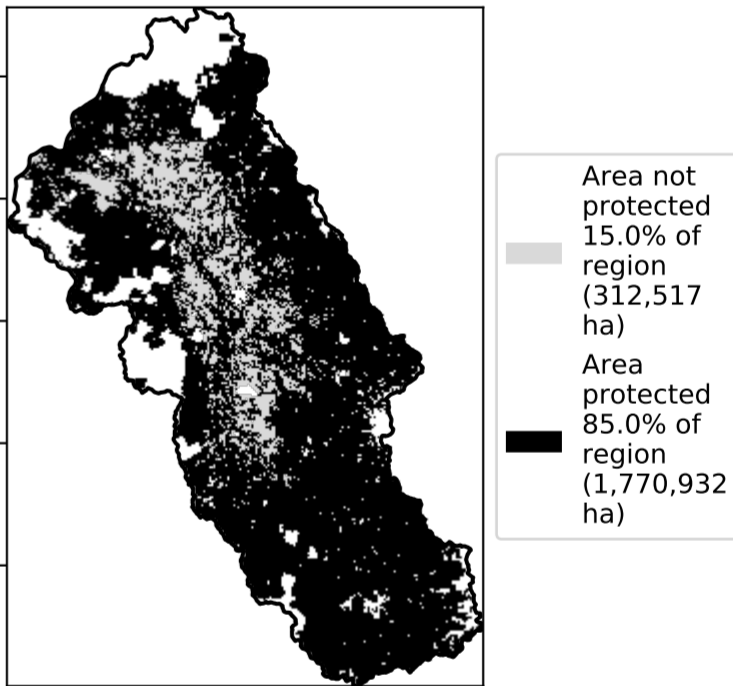 Area not
protected
15.0% of
region
(312,517
ha)
Area
protected
85.0% of
region
(1,770,932
ha)